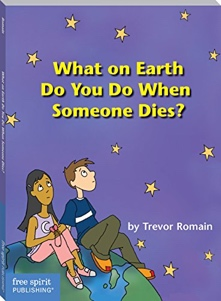 What on Earth
Do You Do When
Someone Dies?
by Trevor Romain
free spirit
PUBLISHING®